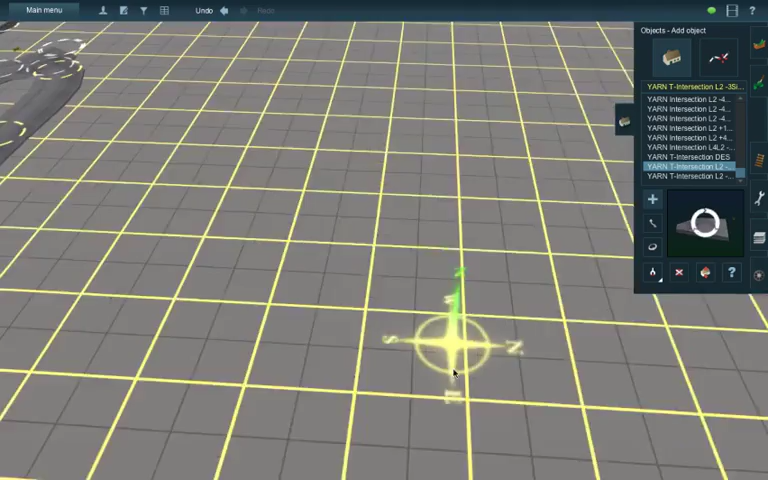 Main menu
Undo
Redo
Objects - Add object
YARN T-Intersection L2 -3Si...
YARN Intersection L2 -4...
YARN Intersection L2 -4...
YARN Intersection L2 -4...
YARN Intersection L2 +1...
YARN Intersection L2 +4...
YARN Intersection L4L2 -...
YARN T-Intersection DES
YARN T-Intersection L2 -...
YARN T-Intersection L2 -...
?
?
N
W
S
N
E